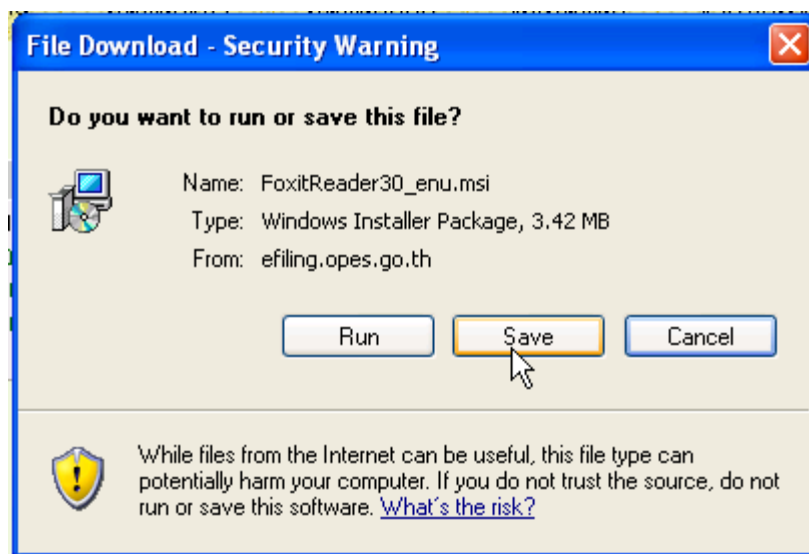 File Download - Security Warning
Do you want to run or save this file?
Name: FoxitReader30_enu.msi
Type: Windows Installer Package, 3.42 MB
From: efiling.opes.go.th
Run Save Cancel
While files from the Internet can be useful, this file type can
potentially harm your computer. If you do not trust the source, do not
run or save this software. What's the risk?